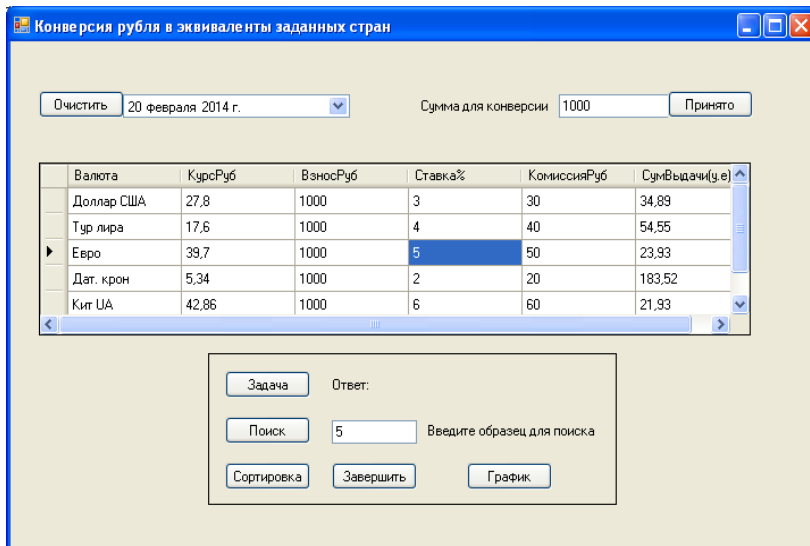 Конверсия рубля в эквиваленты заданных стран
Очистить 20 февраля 2014 г. Сумма для конверсии 1000 Принято
Валюта КурсРуб ВзносРуб Ставка% КомиссияРуб СумВыдачи(у.е)
Доллар США 27,8 1000 3 30 34,89
Тур лира 17,6 1000 4 40 54,55
Евро 39,7 1000 5 50 23,93
Дат. крон 5,34 1000 2 20 183,52
Кит UA 42,86 1000 6 60 21,93
Задача Ответ:
Поиск 5 Введите образец для поиска
Сортировка Завершить График